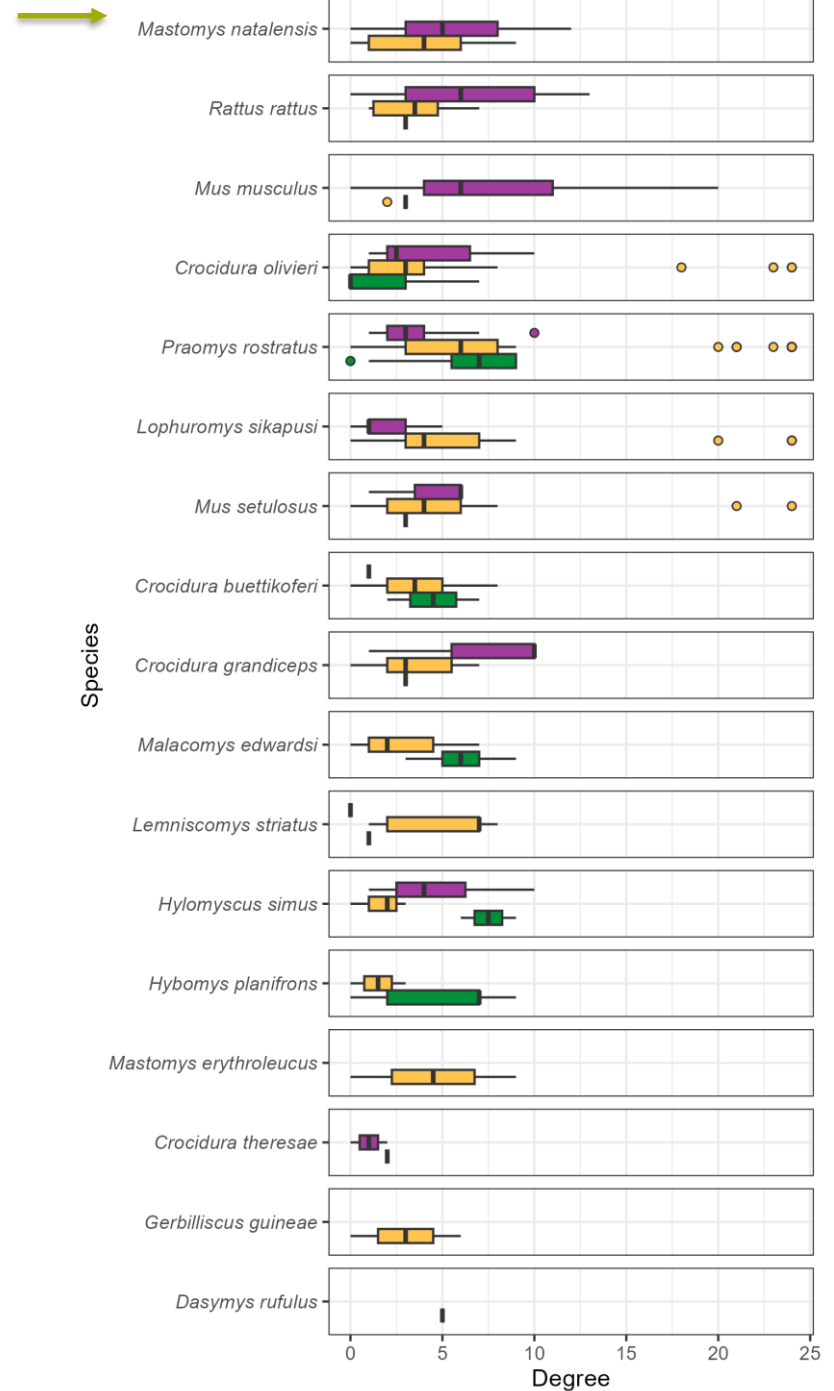 Mastomys natalensis
Rattus rattus
Mus musculus
Crocidura olivieri
Praomys rostratus
Lophuromys sikapusi
Mus setulosus
Crocidura buettikoferi
Crocidura grandiceps
Malacomys edwardsi
Lemniscomys striatus
Hylomyscus simus
Hybomys planifrons
Mastomys erythroleucus
Crocidura theresae
Gerbilliscus guineae
Dasymys rufulus
Species
0 5 10 15 20 25
Degree